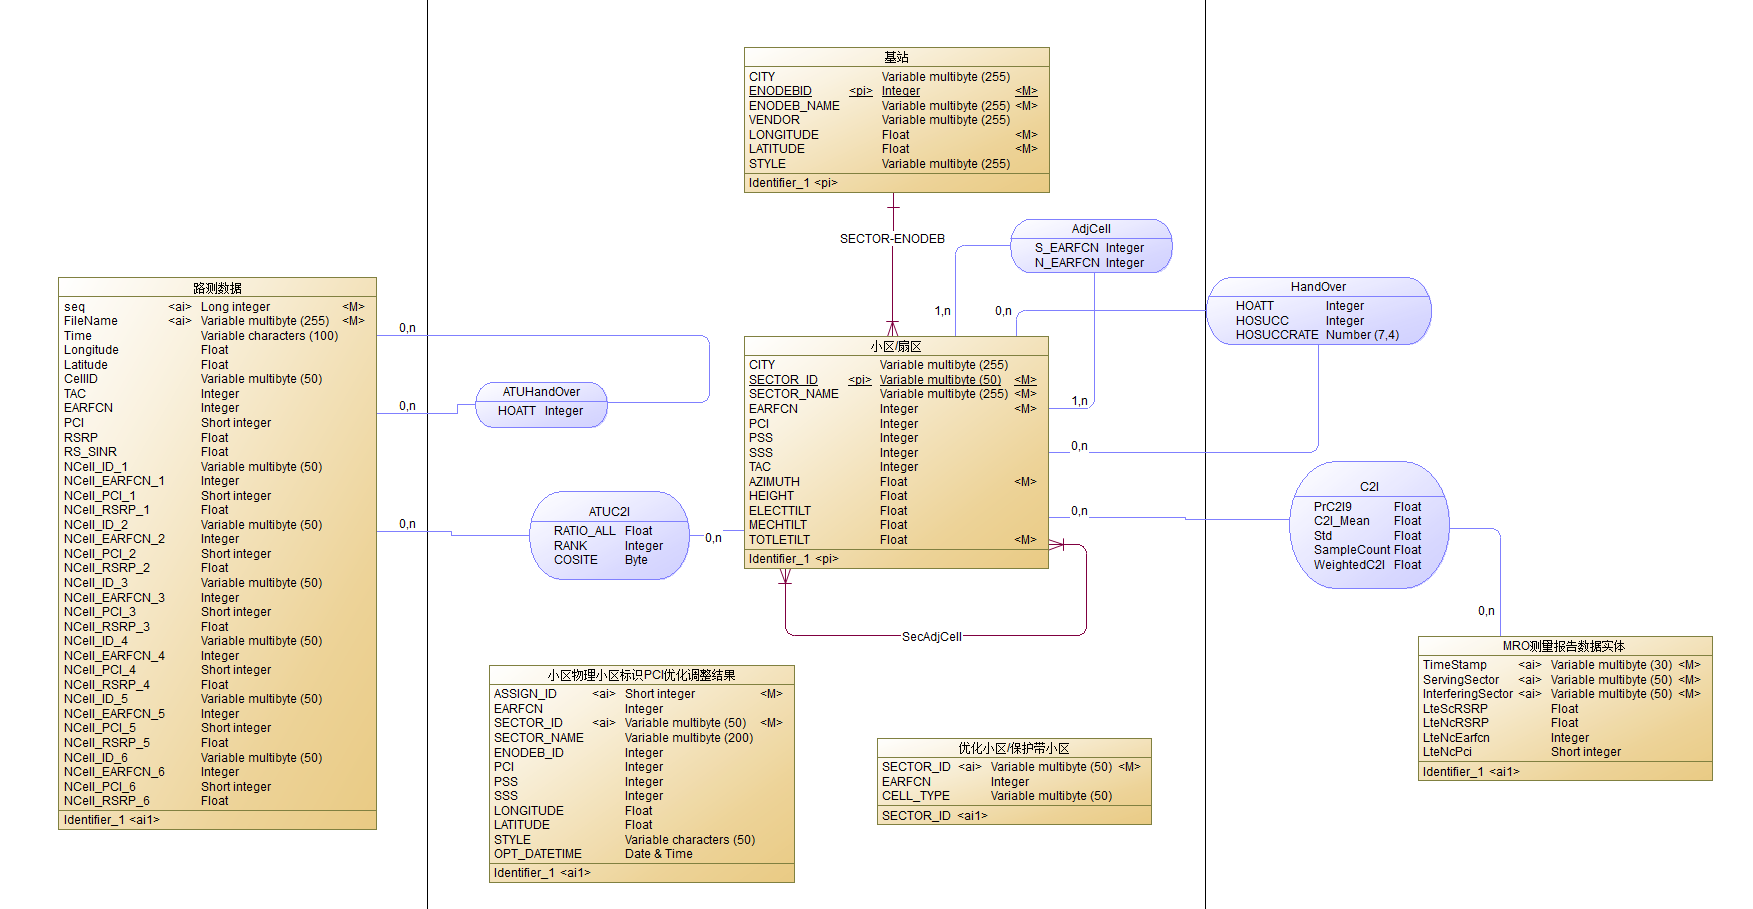 基站
CITY Variable multibyte (255)
ENODEBID <pi> Integer <M>
ENODEB_NAME Variable multibyte (255) <M>
VENDOR Variable multibyte (255)
LONGITUDE Float <M>
LATITUDE Float <M>
STYLE Variable multibyte (255)
Identifier_1 <pi>
SECTOR-ENODEB
AdjCell
S_EARFCN Integer
N_EARFCN Integer
1,n
1,n
HandOver
HOATT Integer
HOSUCC Integer
HOSUCCRATE Number (7,4)
0,n
0,n
路测数据
seq <ai> Long integer <M>
FileName <ai> Variable multibyte (255) <M>
Time Variable characters (100)
Longitude Float
Latitude Float
CellID Variable multibyte (50)
TAC Integer
EARFCN Integer
PCI Short integer
RSRP Float
RS_SINR Float
NCell_ID_1 Variable multibyte (50)
NCell_EARFCN_1 Integer
NCell_PCI_1 Short integer
NCell_RSRP_1 Float
NCell_ID_2 Variable multibyte (50)
NCell_EARFCN_2 Integer
NCell_PCI_2 Short integer
NCell_RSRP_2 Float
NCell_ID_3 Variable multibyte (50)
NCell_EARFCN_3 Integer
NCell_PCI_3 Short integer
NCell_RSRP_3 Float
NCell_ID_4 Variable multibyte (50)
NCell_EARFCN_4 Integer
NCell_PCI_4 Short integer
NCell_RSRP_4 Float
NCell_ID_5 Variable multibyte (50)
NCell_EARFCN_5 Integer
NCell_PCI_5 Short integer
NCell_RSRP_5 Float
NCell_ID_6 Variable multibyte (50)
NCell_EARFCN_6 Integer
NCell_PCI_6 Short integer
NCell_RSRP_6 Float
Identifier_1 <ai1>
0,n
0,n
ATUHandOver
HOATT Integer
0,n
ATUC2I
RATIO_ALL Float
RANK Integer
COSITE Byte
0,n
小区/扇区
CITY Variable multibyte (255)
SECTOR_ID <pi> Variable multibyte (50) <M>
SECTOR_NAME Variable multibyte (255) <M>
EARFCN Integer <M>
PCI Integer
PSS Integer
SSS Integer
TAC Integer
AZIMUTH Float <M>
HEIGHT Float
ELECTTILT Float
MECHTILT Float
TOTLETILT Float <M>
Identifier_1 <pi>
SecAdjCell
0,n
C2I
PrC2I9 Float
C2I_Mean Float
Std Float
SampleCount Float
WeightedC2I Float
0,n
MRO测量报告数据实体
TimeStamp <ai> Variable multibyte (30) <M>
ServingSector <ai> Variable multibyte (50) <M>
InterferingSector <ai> Variable multibyte (50) <M>
LteScRSRP Float
LteNcRSRP Float
LteNcEarfcn Integer
LteNcPci Short integer
Identifier_1 <ai1>
小区物理小区标识PCI优化调整结果
ASSIGN_ID <ai> Short integer <M>
EARFCN Integer
SECTOR_ID <ai> Variable multibyte (50) <M>
SECTOR_NAME Variable multibyte (200)
ENODEB_ID Integer
PCI Integer
PSS Integer
SSS Integer
LONGITUDE Float
LATITUDE Float
STYLE Variable characters (50)
OPT_DATETIME Date & Time
Identifier_1 <ai1>
优化小区/保护带小区
SECTOR_ID <ai> Variable multibyte (50) <M>
EARFCN Integer
CELL_TYPE Variable multibyte (50)
SECTOR_ID <ai1>